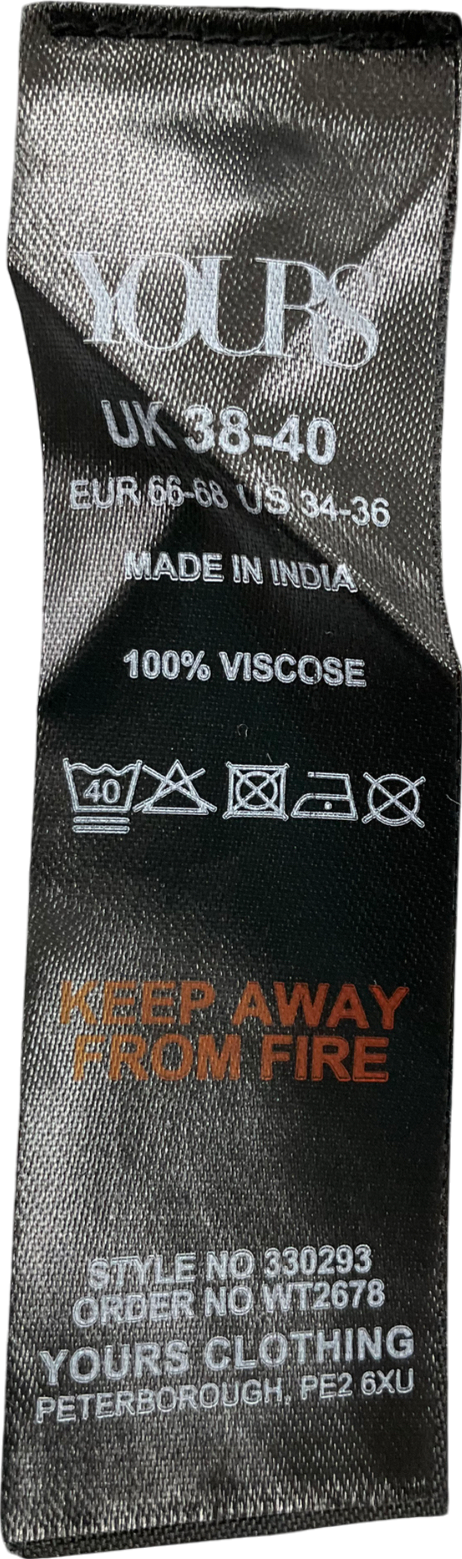 YOURS
UK 38-40
EUR 66-68 US 34-36
MADE IN INDIA
100% VISCOSE
40
KEEP AWAY
FROM FIRE
STYLE NO 330293
ORDER NO WT2678
YOURS CLOTHING
PETERBOROUGH, PE2 6XU